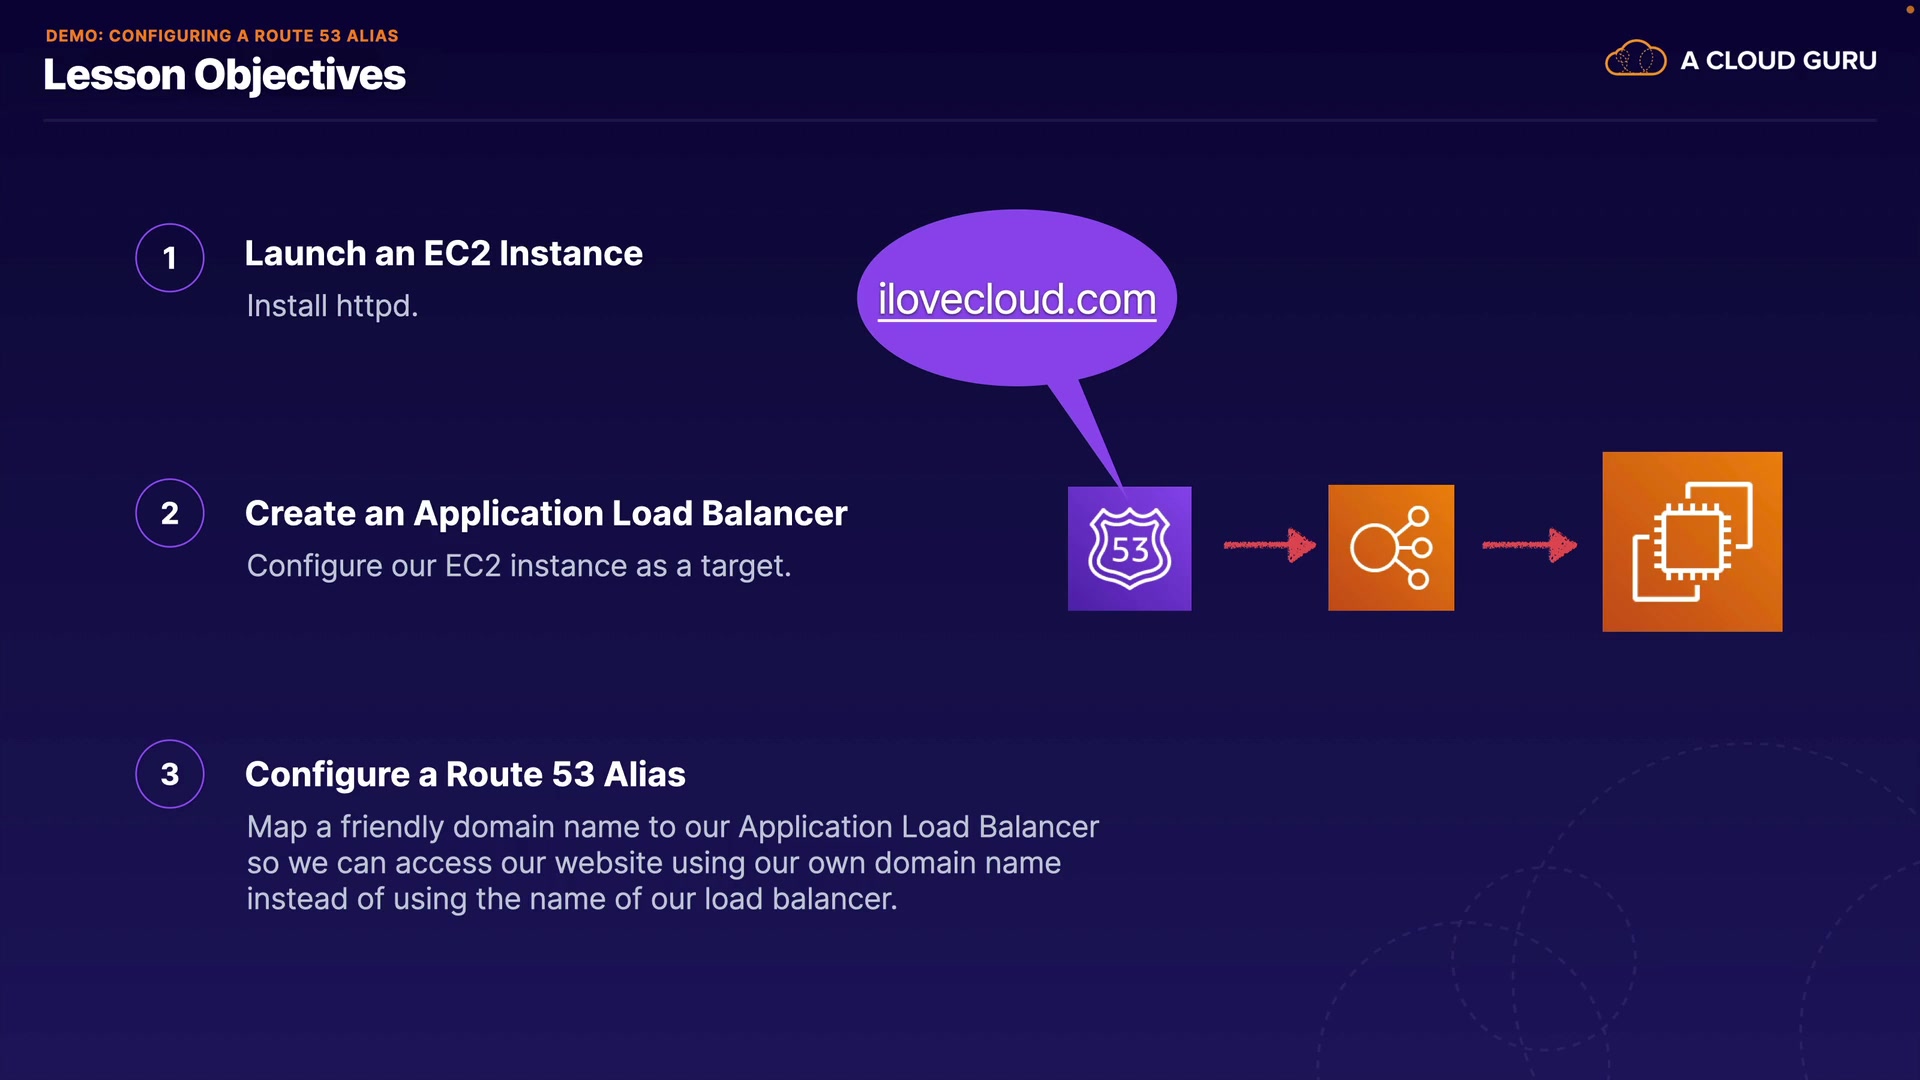 DEMO: CONFIGURING A ROUTE 53 ALIAS
Lesson Objectives
A CLOUD GURU
1
Launch an EC2 Instance
Install httpd.
ilovecloud.com
2
Create an Application Load Balancer
Configure our EC2 instance as a target.
53
3
Configure a Route 53 Alias
Map a friendly domain name to our Application Load Balancer
so we can access our website using our own domain name
instead of using the name of our load balancer.